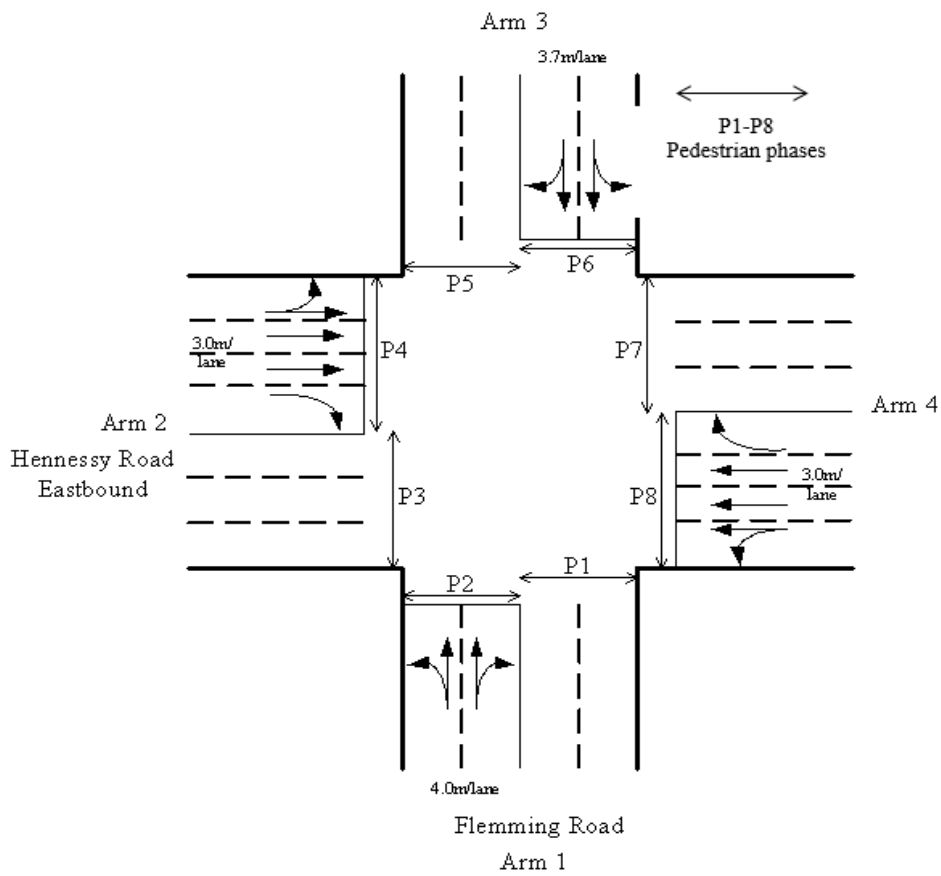 Arm 3
3.7m/lane
P1-P8
Pedestrian phases
P5
P6
P4
P7
3.0m/
lane
Arm 2
Hennessy Road
Eastbound
Arm 4
P3
P8
3.0m/
lane
P2
P1
4.0m/lane
Flemming Road
Arm 1